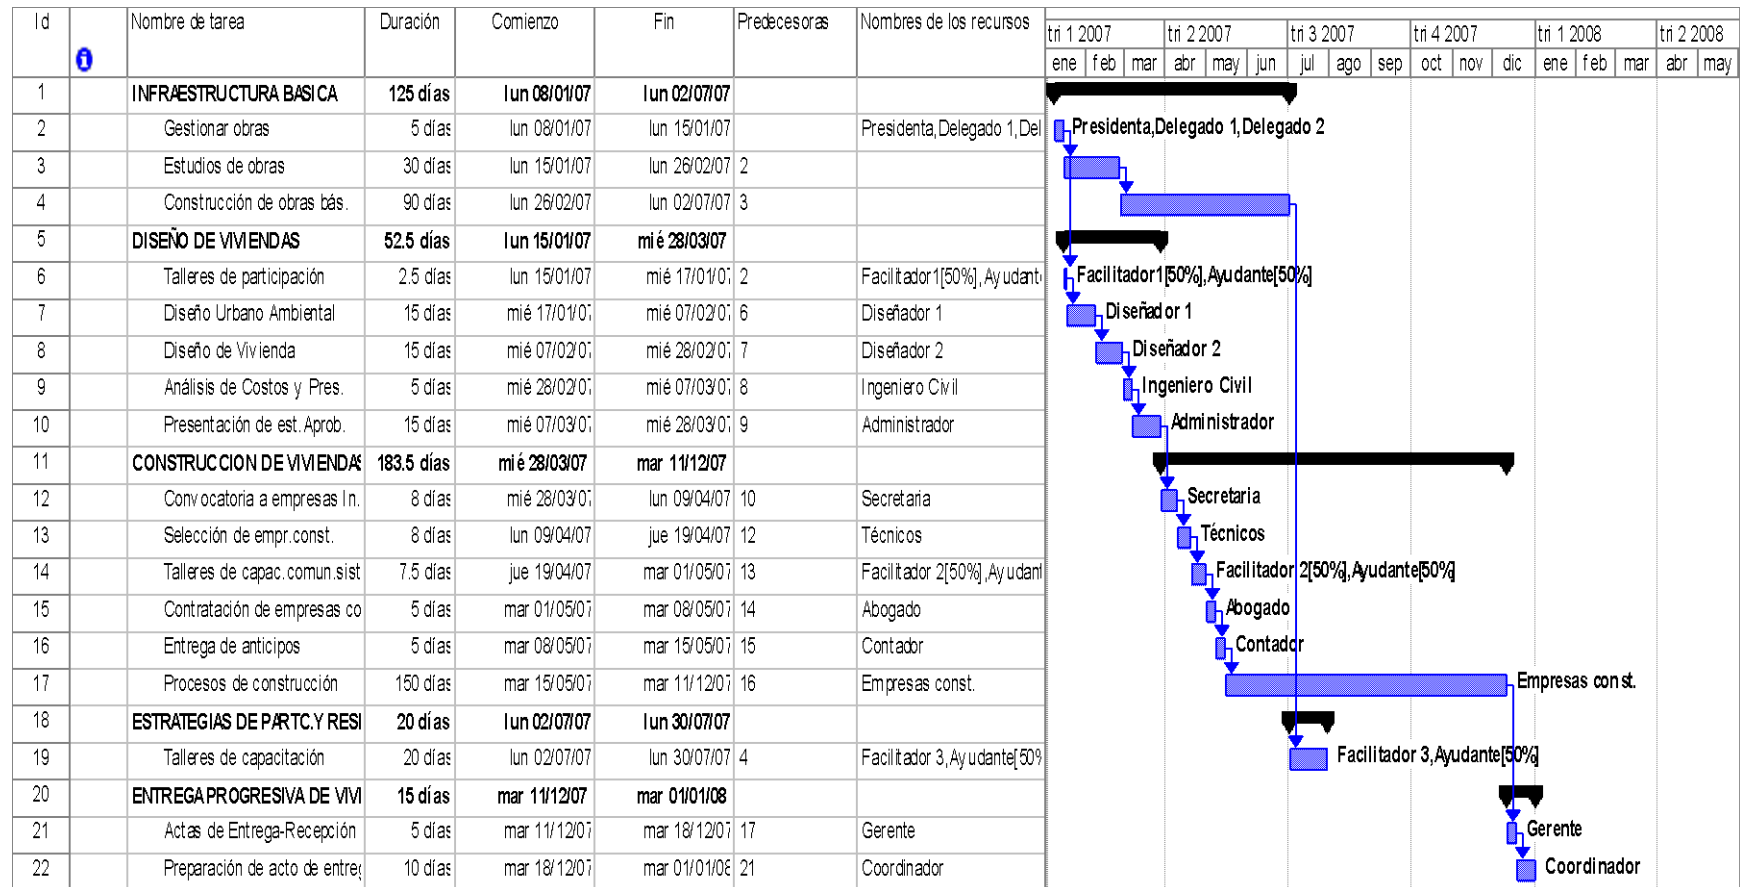 Id Nombre de tarea Duración Comienzo Fin Predecesoras Nombres de los recursos
tri 1 2007 tri 2 2007 tri 3 2007 tri 4 2007 tri 1 2008 tri 2 2008
ene feb mar abr may jun jul ago sep oct nov dic ene feb mar abr may
1 INFRAESTRUCTURA BASICA 125 días lun 08/01/07 lun 02/07/07
2 Gestionar obras 5 días lun 08/01/07 lun 15/01/07 Presidenta,Delegado 1,Del Presidenta,Delegado 1,Delegado 2
3 Estudios de obras 30 días lun 15/01/07 lun 26/02/07 2
4 Construcción de obras bás. 90 días lun 26/02/07 lun 02/07/07 3
5 DISEÑO DE VIVIENDAS 52.5 días lun 15/01/07 mié 28/03/07
6 Talleres de participación 2.5 días lun 15/01/07 mié 17/01/07 2 Facilitador1[50%],Ayudant Facilitador1[50%],Ayudante[50%]
7 Diseño Urbano Ambiental 15 días mié 17/01/07 mié 07/02/07 6 Diseñador 1 Diseñador 1
8 Diseño de Vivienda 15 días mié 07/02/07 mié 28/02/07 7 Diseñador 2 Diseñador 2
9 Análisis de Costos y Pres. 5 días mié 28/02/07 mié 07/03/07 8 Ingeniero Civil Ingeniero Civil
10 Presentación de est.Aprob. 15 días mié 07/03/07 mié 28/03/07 9 Administrador Administrador
11 CONSTRUCCION DE VIVIENDAS 183.5 días mié 28/03/07 mar 11/12/07
12 Convocatoria a empresas In. 8 días mié 28/03/07 lun 09/04/07 10 Secretaria Secretaria
13 Selección de empr.const. 8 días lun 09/04/07 jue 19/04/07 12 Técnicos Técnicos
14 Talleres de capac.comun.sist 7.5 días jue 19/04/07 mar 01/05/07 13 Facilitador 2[50%],Ayudant Facilitador 2[50%],Ayudante[50%]
15 Contratación de empresas co 5 días mar 01/05/07 mar 08/05/07 14 Abogado Abogado
16 Entrega de anticipos 5 días mar 08/05/07 mar 15/05/07 15 Contador Contador
17 Procesos de construcción 150 días mar 15/05/07 mar 11/12/07 16 Empresas const. Empresas const.
18 ESTRATEGIAS DE PARTC.Y RESI 20 días lun 02/07/07 lun 30/07/07
19 Talleres de capacitación 20 días lun 02/07/07 lun 30/07/07 4 Facilitador 3,Ayudante[50% Facilitador 3,Ayudante[50%]
20 ENTREGA PROGRESIVA DE VIVI 15 días mar 11/12/07 mar 01/01/08
21 Actas de Entrega-Recepción 5 días mar 11/12/07 mar 18/12/07 17 Gerente Gerente
22 Preparación de acto de entreg 10 días mar 18/12/07 mar 01/01/08 21 Coordinador Coordinador